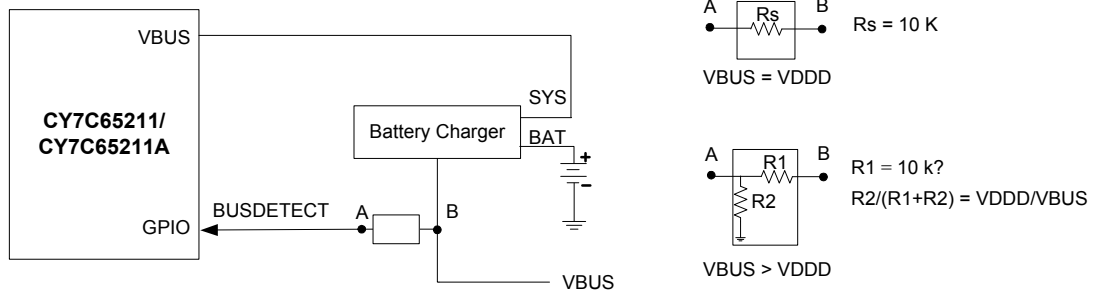 VBUS
CY7C65211/
CY7C65211A
SYS
Battery Charger
BAT
+
-
GPIO
BUSDETECT
A
B
VBUS
A
B
Rs
Rs = 10 K
VBUS = VDDD
A
B
R1
R2
R1 = 10 k?
R2/(R1+R2) = VDDD/VBUS
VBUS > VDDD